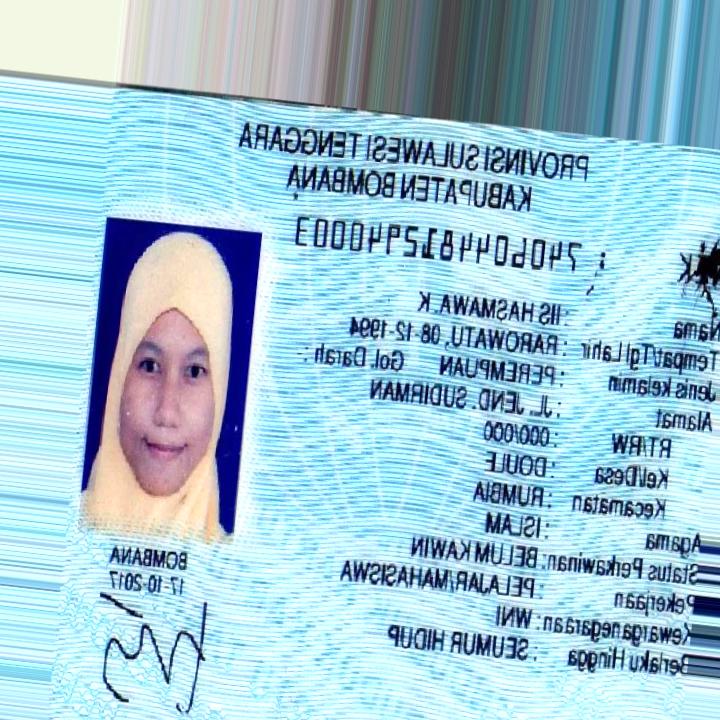 PROVINSI SULAWESI TENGGARA
KABUPATEN BOMBANA
: 7406044812940003
Nama : IIS HASMAWA.K
Tempat/Tgl Lahir : RAROWATU, 08-12-1994
Jenis kelamin : PEREMPUAN Gol. Darah : -
Alamat : JL. JEND. SUDIRMAN
RT/RW : 000/000
Kel/Desa : DOULE
Kecamatan : RUMBIA
Agama : ISLAM
Status Perkawinan: BELUM KAWIN
Pekerjaan : PELAJAR/MAHASISWA
Kewarganegaraan: WNI
Berlaku Hingga : SEUMUR HIDUP
BOMBANA
17-10-2017